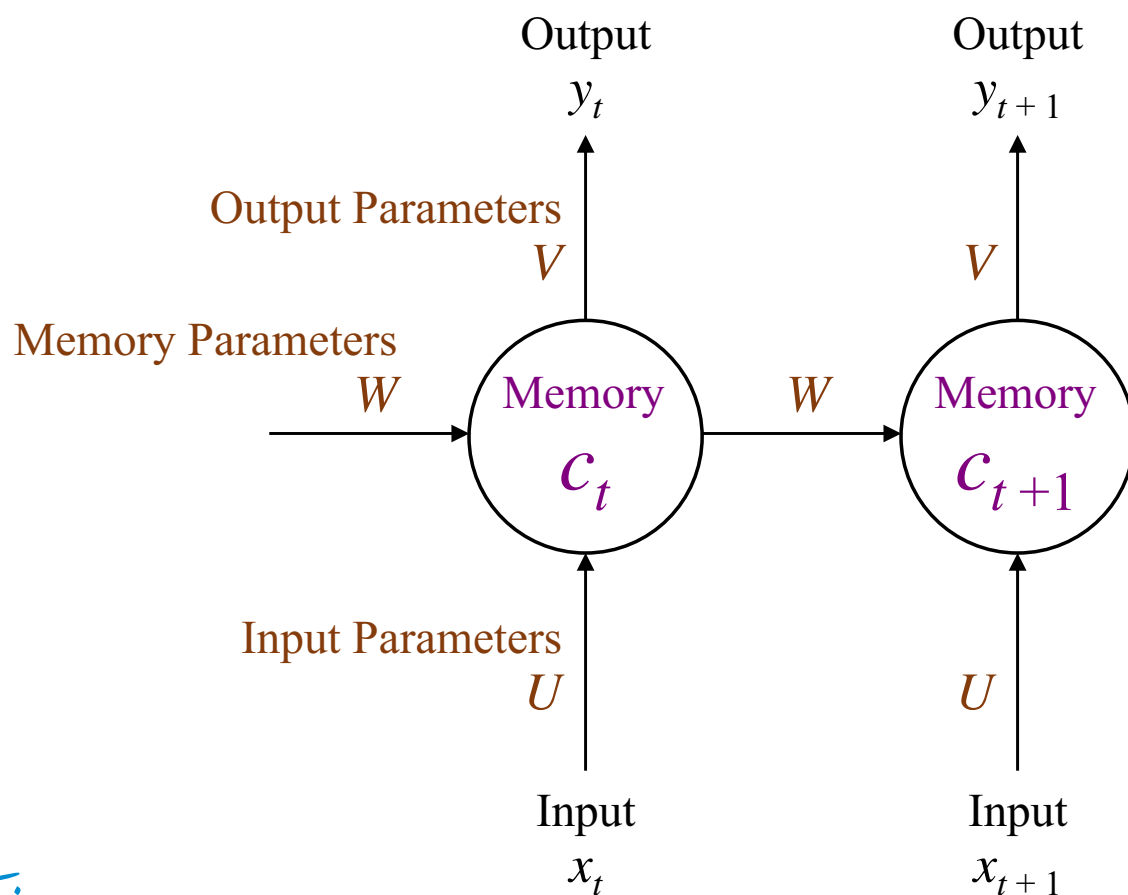 Output Output
y_t y_{t + 1}
Output Parameters
V V
Memory Parameters
W Memory W Memory
c_t c_{t +1}
Input Parameters
U U
Input Input
x_t x_{t + 1}